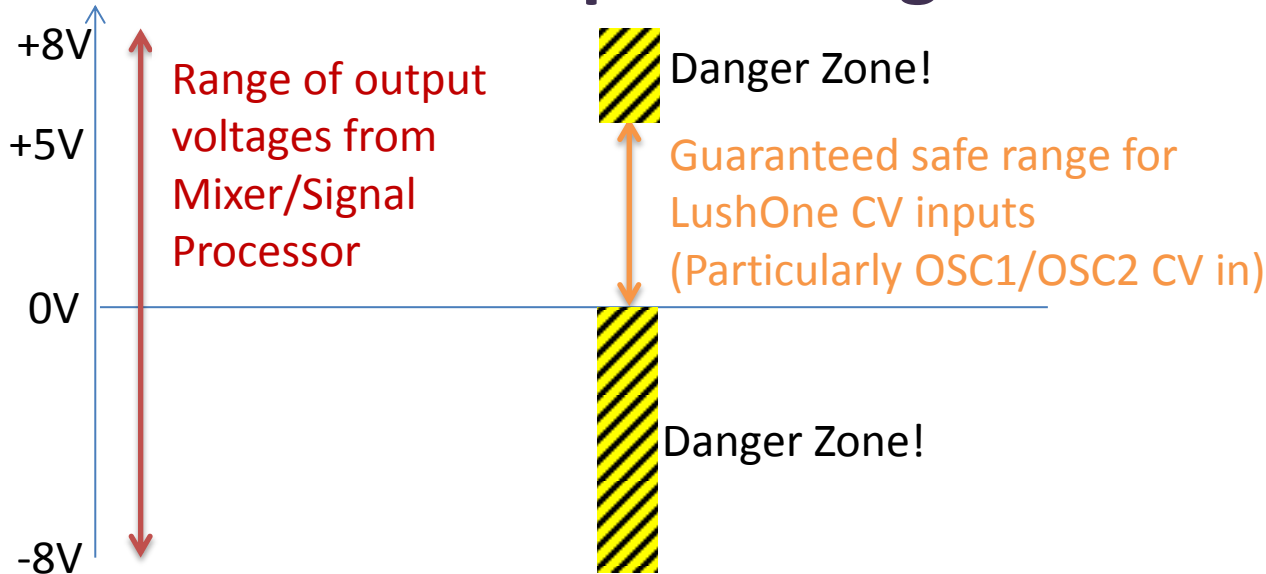 +8V
+5V
0V
-8V
Range of output
voltages from
Mixer/Signal
Processor
Danger Zone!
Guaranteed safe range for
LushOne CV inputs
(Particularly OSC1/OSC2 CV in)
Danger Zone!